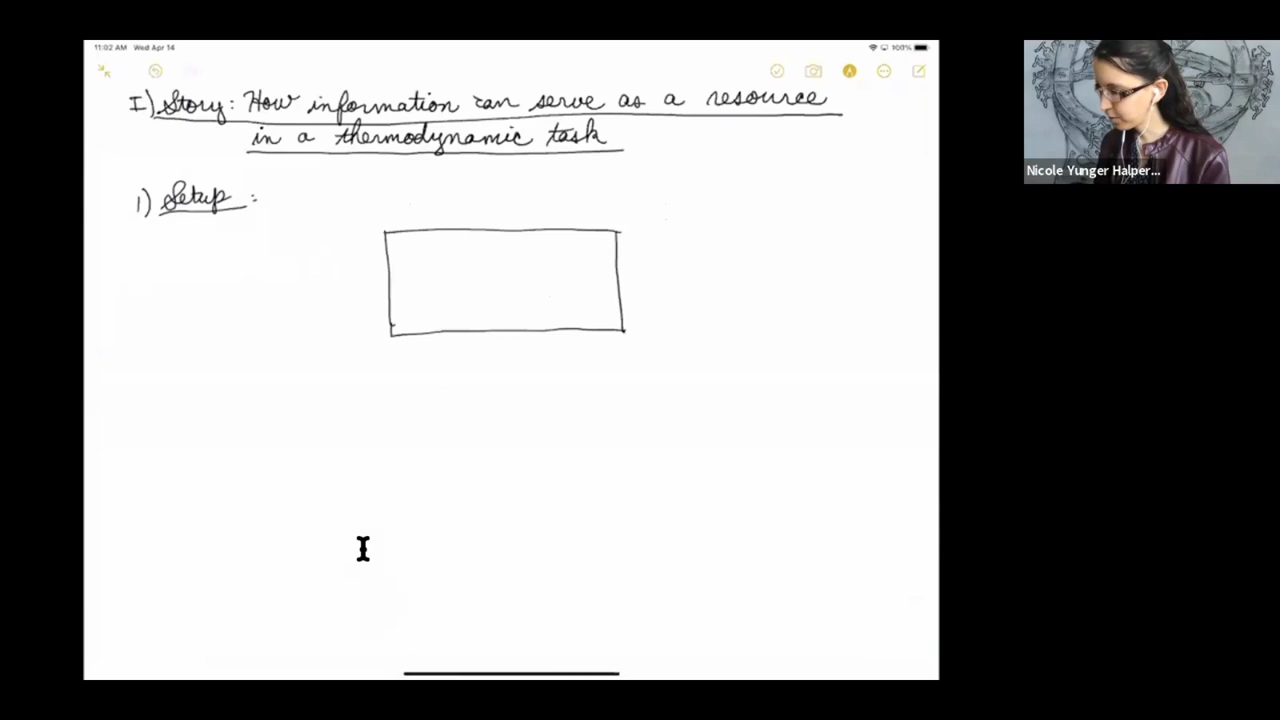 11:02 AM Wed Apr 14
100%
I) Story: How information can serve as a resource
in a thermodynamic task
1) Setup:
Nicole Yunger Halper...